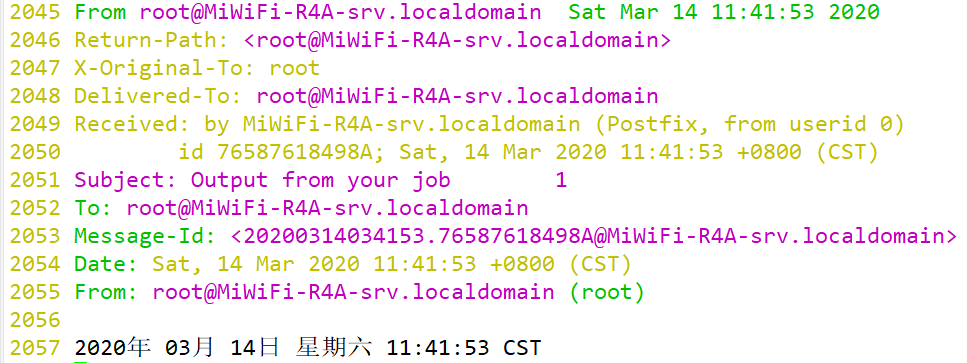 2045 From root@MiWiFi-R4A-srv.localdomain  Sat Mar 14 11:41:53 2020
2046 Return-Path: <root@MiWiFi-R4A-srv.localdomain>
2047 X-Original-To: root
2048 Delivered-To: root@MiWiFi-R4A-srv.localdomain
2049 Received: by MiWiFi-R4A-srv.localdomain (Postfix, from userid 0)
2050         id 76587618498A; Sat, 14 Mar 2020 11:41:53 +0800 (CST)
2051 Subject: Output from your job        1
2052 To: root@MiWiFi-R4A-srv.localdomain
2053 Message-Id: <20200314034153.76587618498A@MiWiFi-R4A-srv.localdomain>
2054 Date: Sat, 14 Mar 2020 11:41:53 +0800 (CST)
2055 From: root@MiWiFi-R4A-srv.localdomain (root)
2056
2057 2020年 03月 14日 星期六 11:41:53 CST